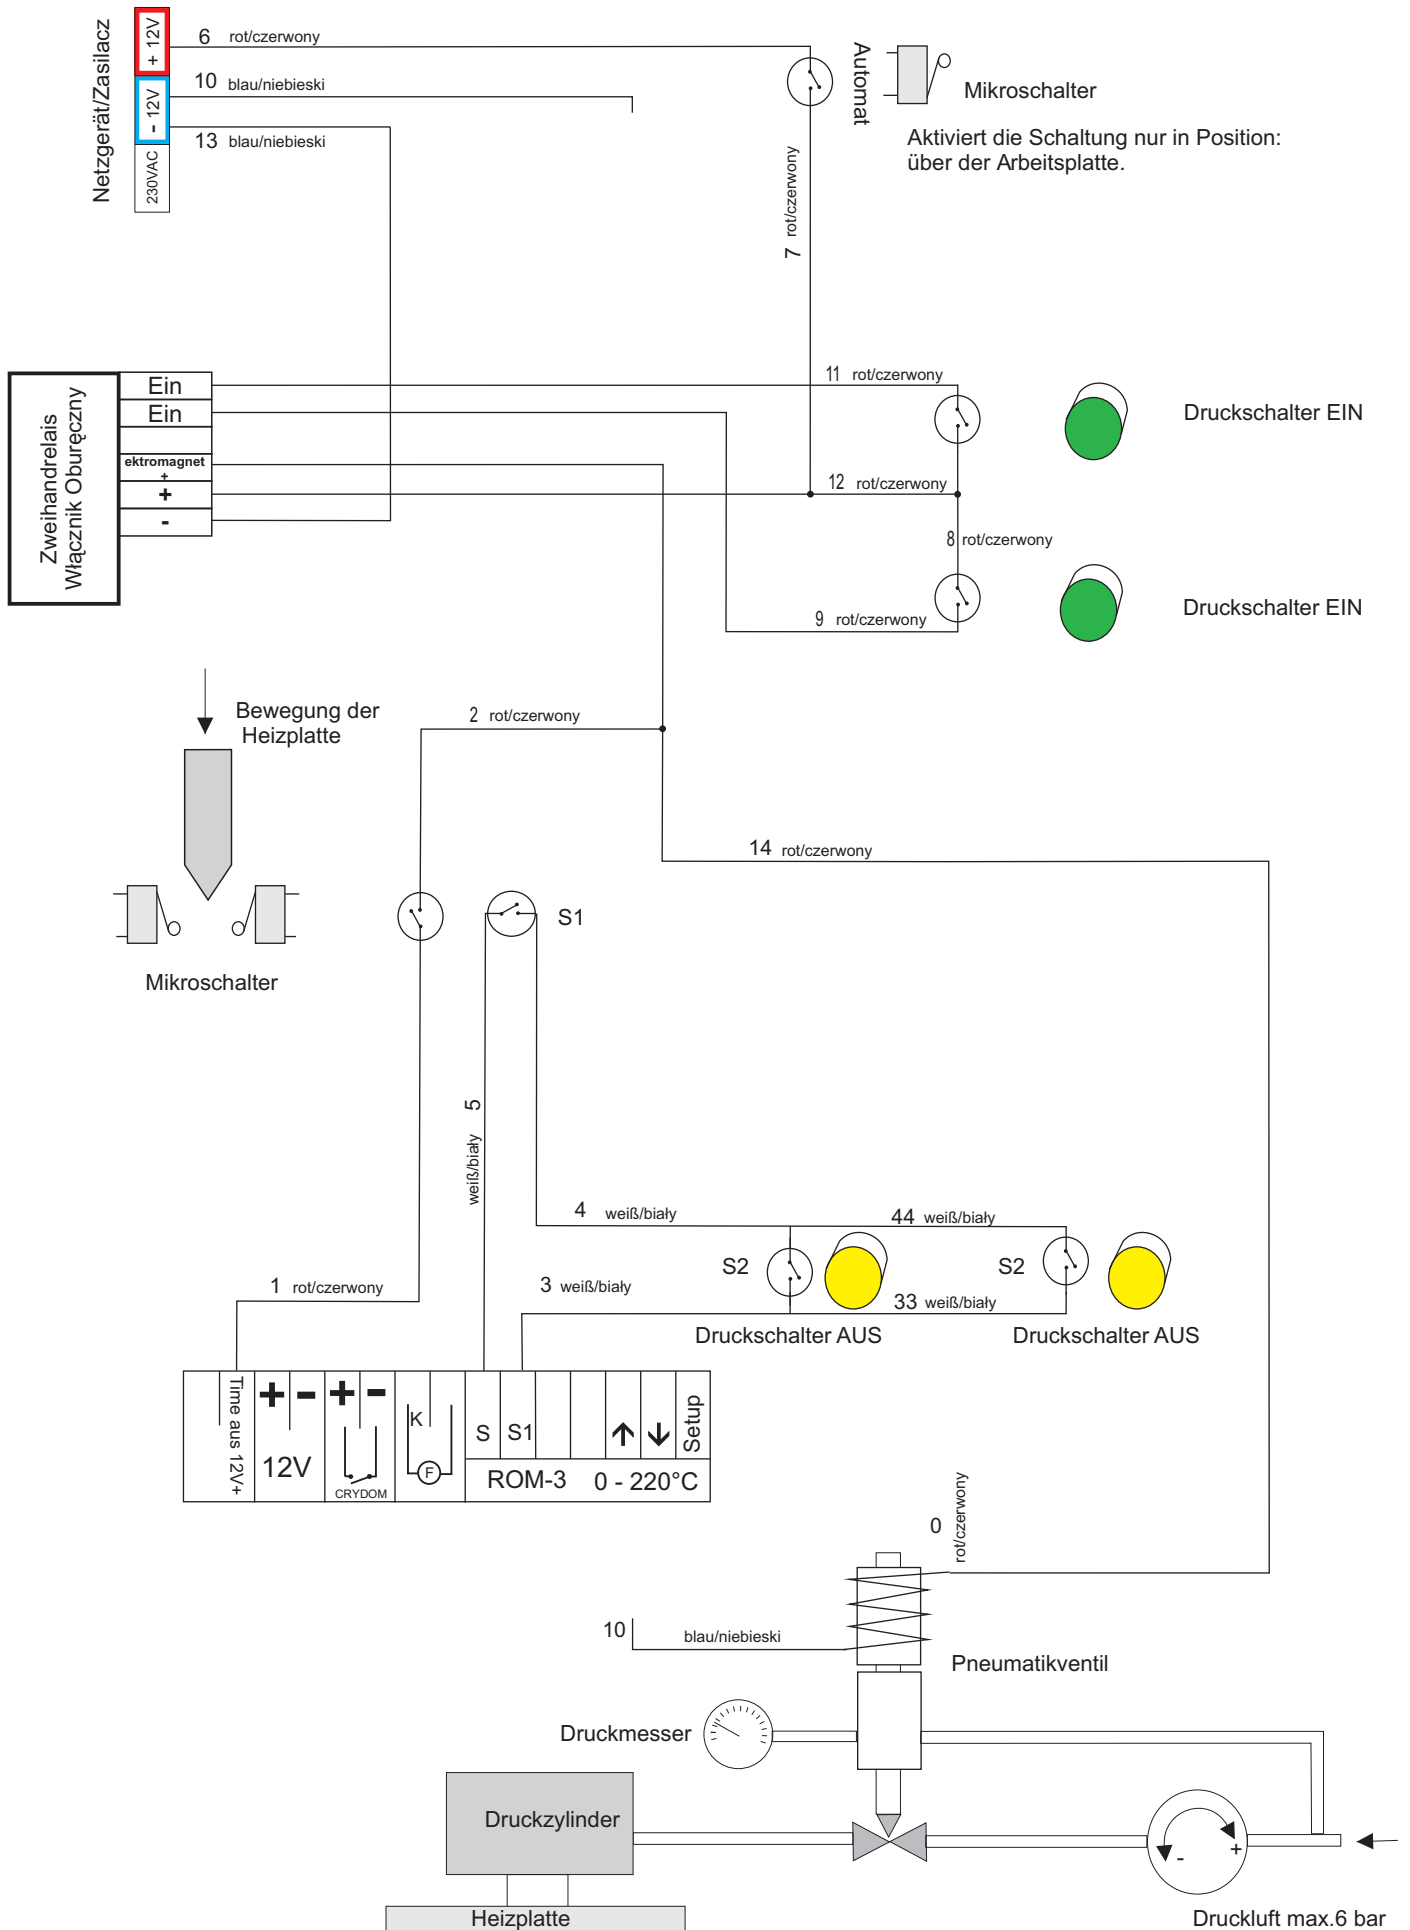 Netzgerät/Zasilacz
+ 12V
- 12V
230VAC
6 rot/czerwony
10 blau/niebieski
13 blau/niebieski
Automat
Mikroschalter
Aktiviert die Schaltung nur in Position:
über der Arbeitsplatte.
7 rot/czerwony
Zweihandrelais
Włącznik Oburęczny
Ein
Ein
ektromagnet
+
+
-
11 rot/czerwony
Druckschalter EIN
12 rot/czerwony
8 rot/czerwony
9 rot/czerwony
Druckschalter EIN
Bewegung der
Heizplatte
2 rot/czerwony
14 rot/czerwony
S1
Mikroschalter
5 weiß/biały
4 weiß/biały
44 weiß/biały
S2
S2
1 rot/czerwony
3 weiß/biały
33 weiß/biały
Druckschalter AUS
Druckschalter AUS
Time aus 12V+
+ -
12V
+ -
CRYDOM
K
F
S
S1
↑
↓
Setup
ROM-3 0 - 220°C
0 rot/czerwony
10 blau/niebieski
Pneumatikventil
Druckmesser
Druckzylinder
- +
Heizplatte
Druckluft max.6 bar